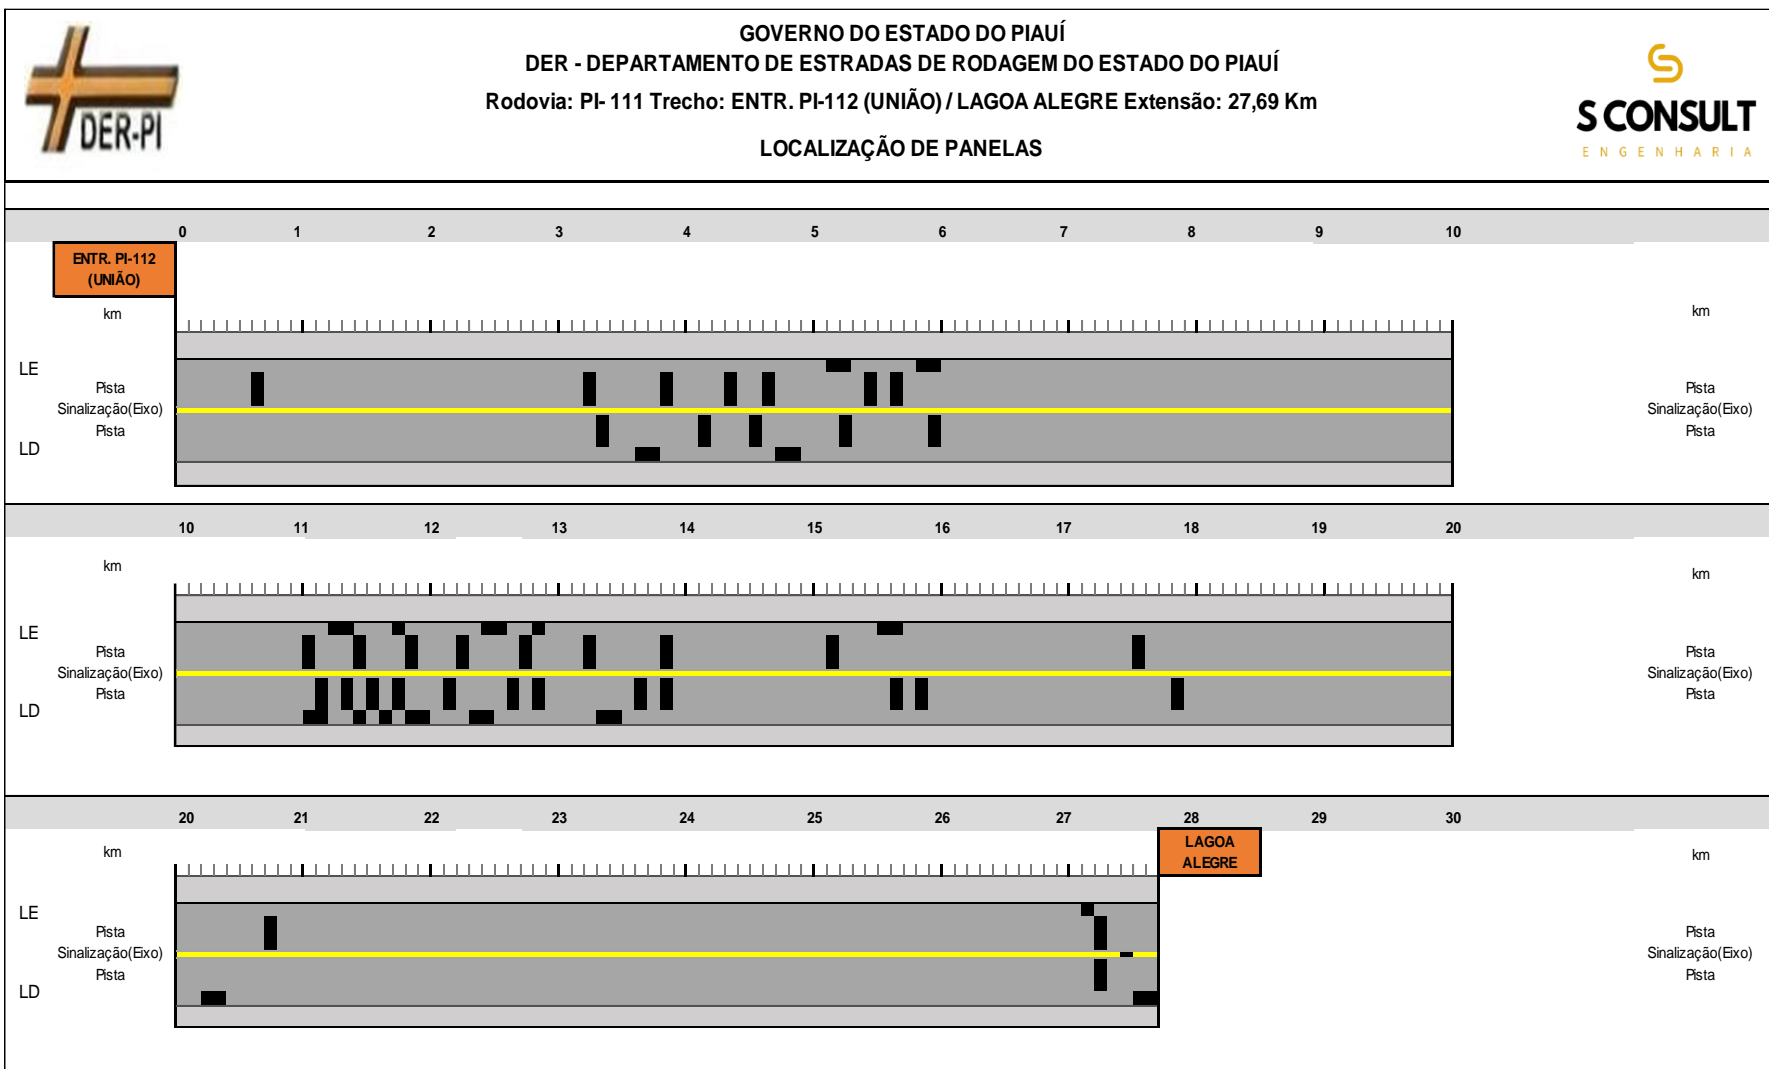 GOVERNO DO ESTADO DO PIAUÍ
DER - DEPARTAMENTO DE ESTRADAS DE RODAGEM DO ESTADO DO PIAUÍ
Rodovia: PI- 111 Trecho: ENTR. PI-112 (UNIÃO) / LAGOA ALEGRE Extensão: 27,69 Km
LOCALIZAÇÃO DE PANELAS
DER-PI
S CONSULT
ENGENHARIA
0 1 2 3 4 5 6 7 8 9 10
ENTR. PI-112
(UNIÃO)
km km
LE
Pista Pista
Sinalização(Eixo) Sinalização(Eixo)
Pista Pista
LD
10 11 12 13 14 15 16 17 18 19 20
km km
LE
Pista Pista
Sinalização(Eixo) Sinalização(Eixo)
Pista Pista
LD
20 21 22 23 24 25 26 27 28 29 30
LAGOA
ALEGRE
km km
LE
Pista Pista
Sinalização(Eixo) Sinalização(Eixo)
Pista Pista
LD